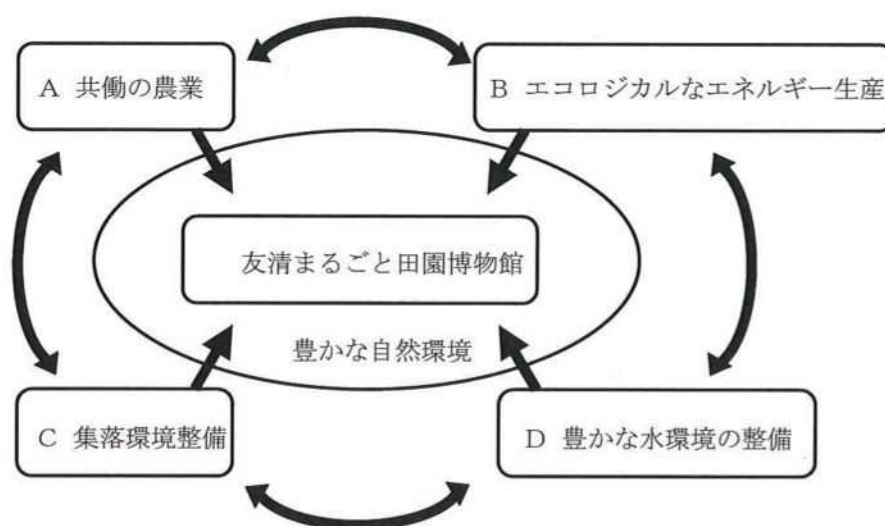 A 共働の農業
B エコロジカルなエネルギー生産
友清まるごと田園博物館
豊かな自然環境
C 集落環境整備
D 豊かな水環境の整備